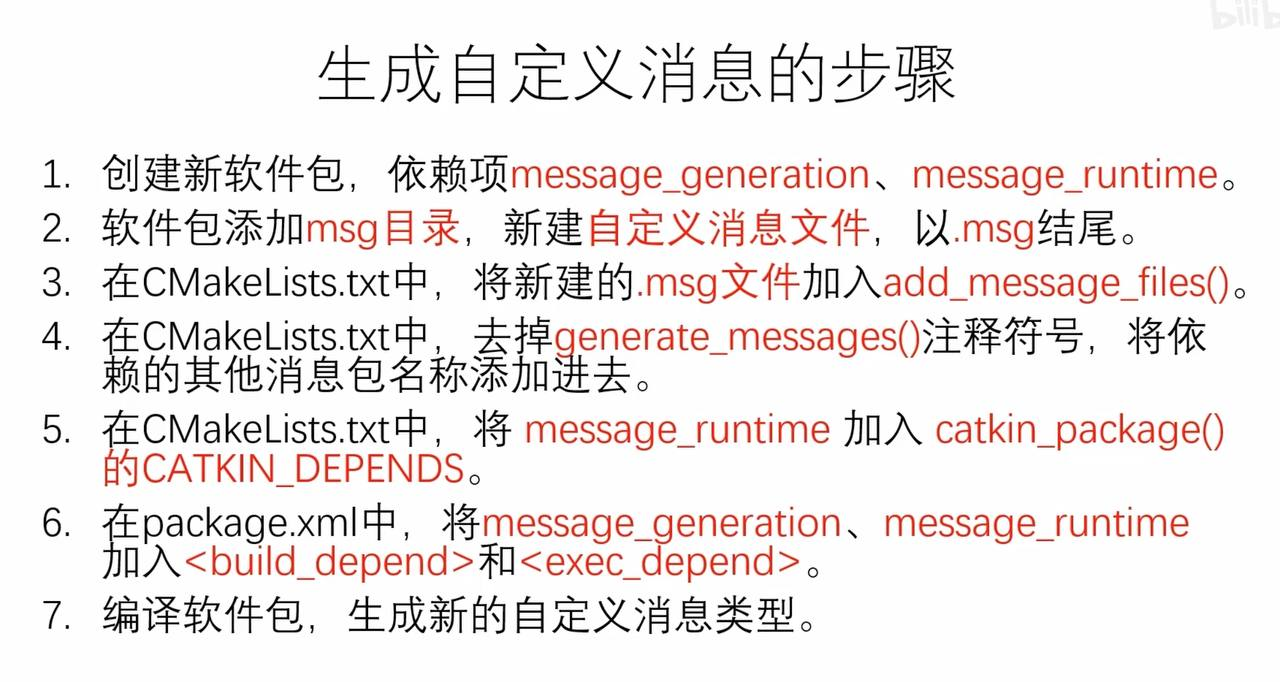 生成自定义消息的步骤
1. 创建新软件包，依赖项message_generation、message_runtime。
2. 软件包添加msg目录，新建自定义消息文件，以.msg结尾。
3. 在CMakeLists.txt中，将新建的.msg文件加入add_message_files()。
4. 在CMakeLists.txt中，去掉generate_messages()注释符号，将依
赖的其他消息包名称添加进去。
5. 在CMakeLists.txt中，将 message_runtime 加入 catkin_package()
的CATKIN_DEPENDS。
6. 在package.xml中，将message_generation、message_runtime
加入<build_depend>和<exec_depend>。
7. 编译软件包，生成新的自定义消息类型。